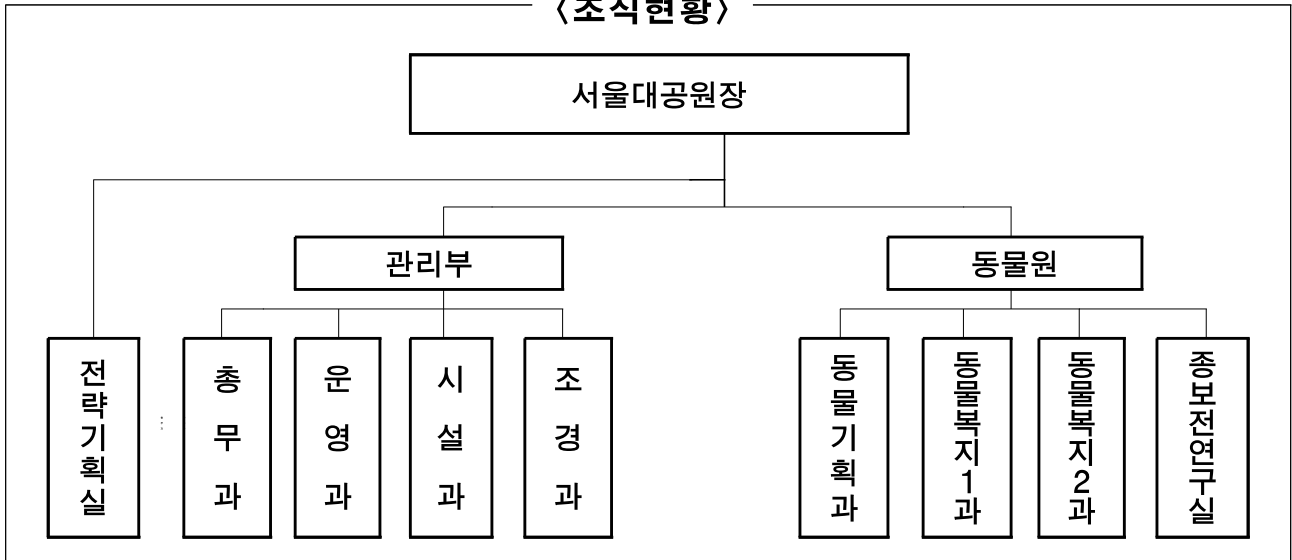 〈조직현황〉
서울대공원장
관리부
동물원
전략기획실
총무과
운영과
시설과
조경과
동물기획과
동물복지1과
동물복지2과
종보전연구실